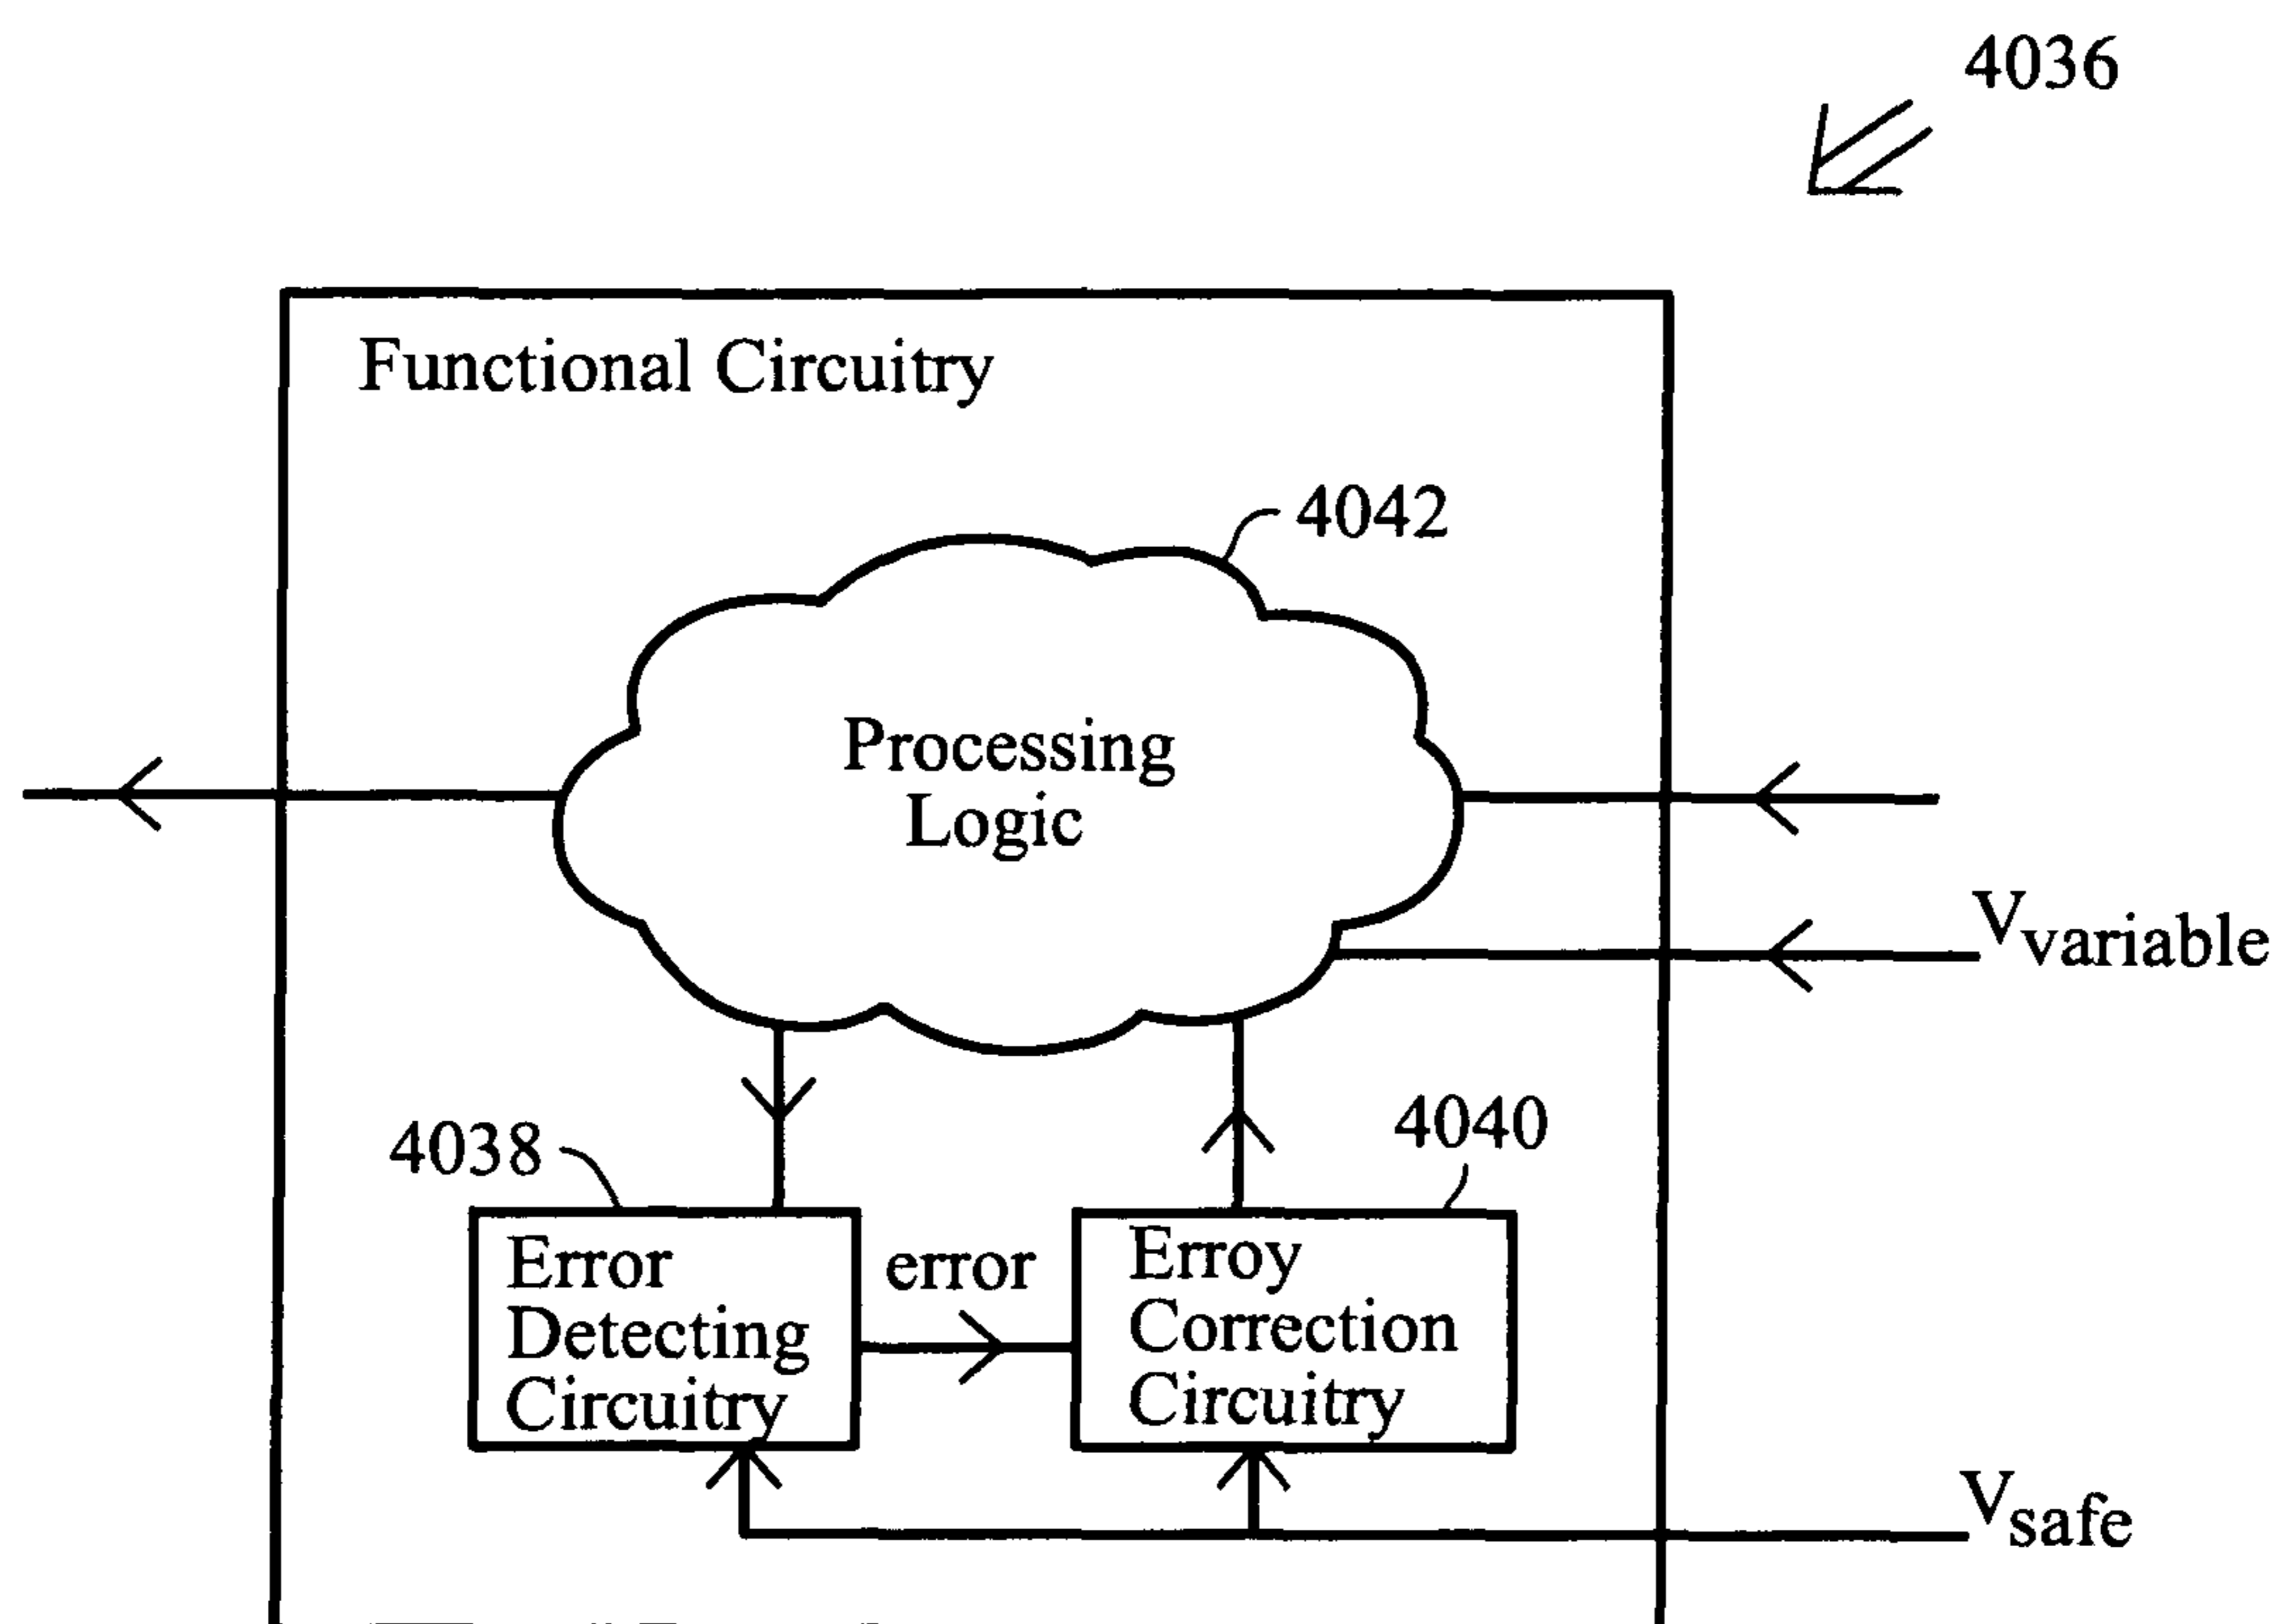 4036
Functional Circuitry
4042
Processing
Logic
Vvariable
4038
4040
Error
Detecting
Circuitry
error
Erroy
Correction
Circuitry
Vsafe